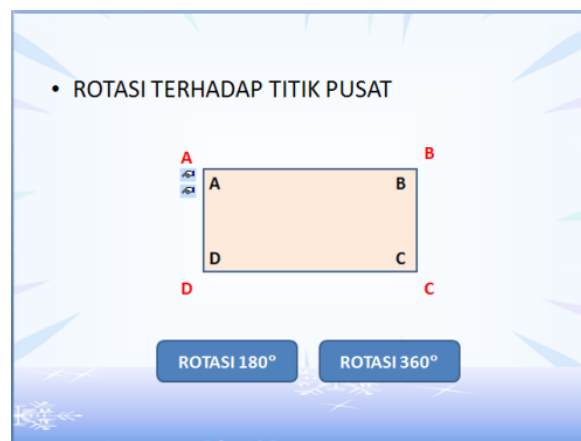 • ROTASI TERHADAP TITIK PUSAT
A B
A B
D C
D C
ROTASI 180° ROTASI 360°